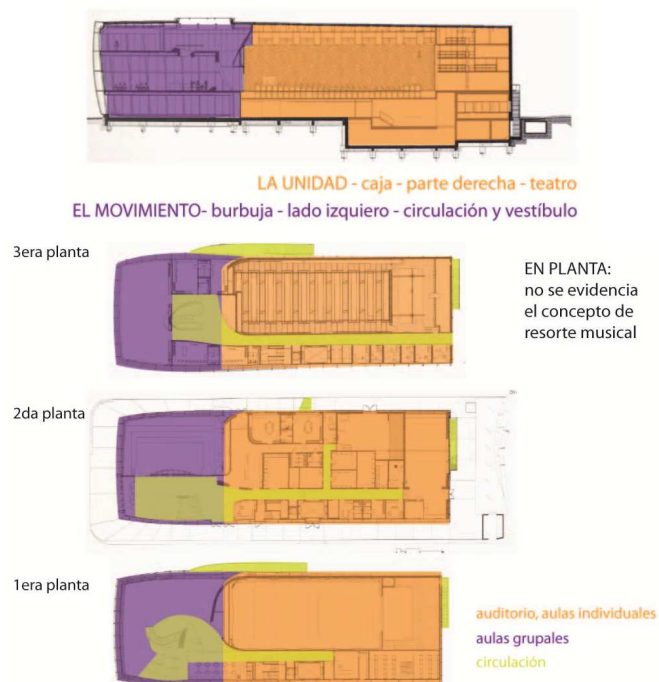 LA UNIDAD - caja - parte derecha - teatro
EL MOVIMIENTO- burbuja - lado izquiero - circulación y vestíbulo
3era planta
EN PLANTA:
no se evidencia
el concepto de
resorte musical
2da planta
1era planta
auditorio, aulas individuales
aulas grupales
circulación